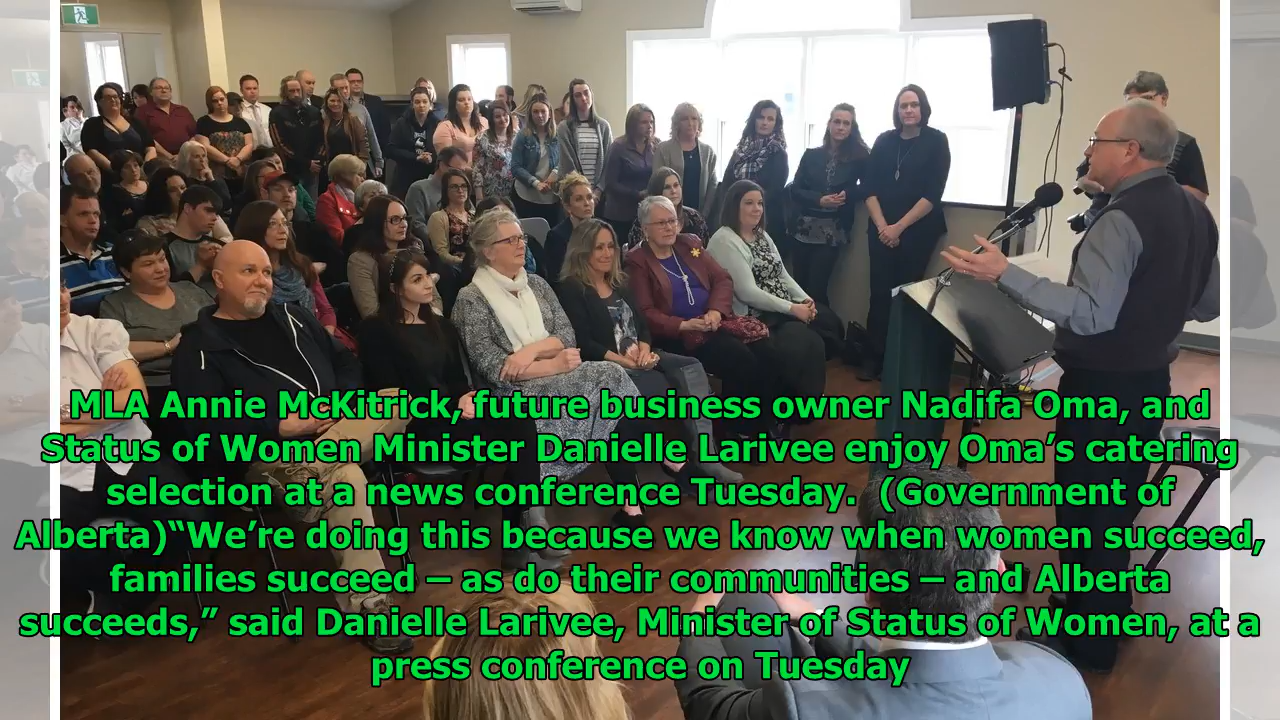 MLA Annie McKitrick, future business owner Nadifa Oma, and
Status of Women Minister Danielle Larivee enjoy Oma’s catering
selection at a news conference Tuesday.  (Government of
Alberta)“We’re doing this because we know when women succeed,
families succeed – as do their communities – and Alberta
succeeds,” said Danielle Larivee, Minister of Status of Women, at a
press conference on Tuesday